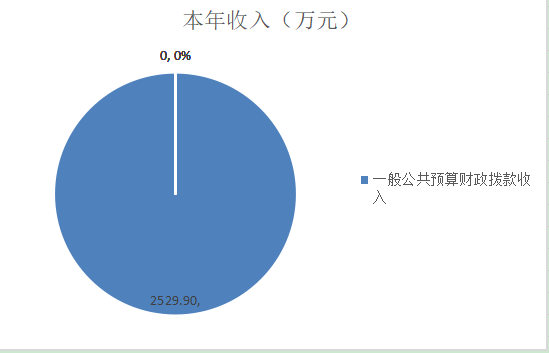 本年收入（万元）
0, 0%
2529.90,
一般公共预算财政拨款收
入